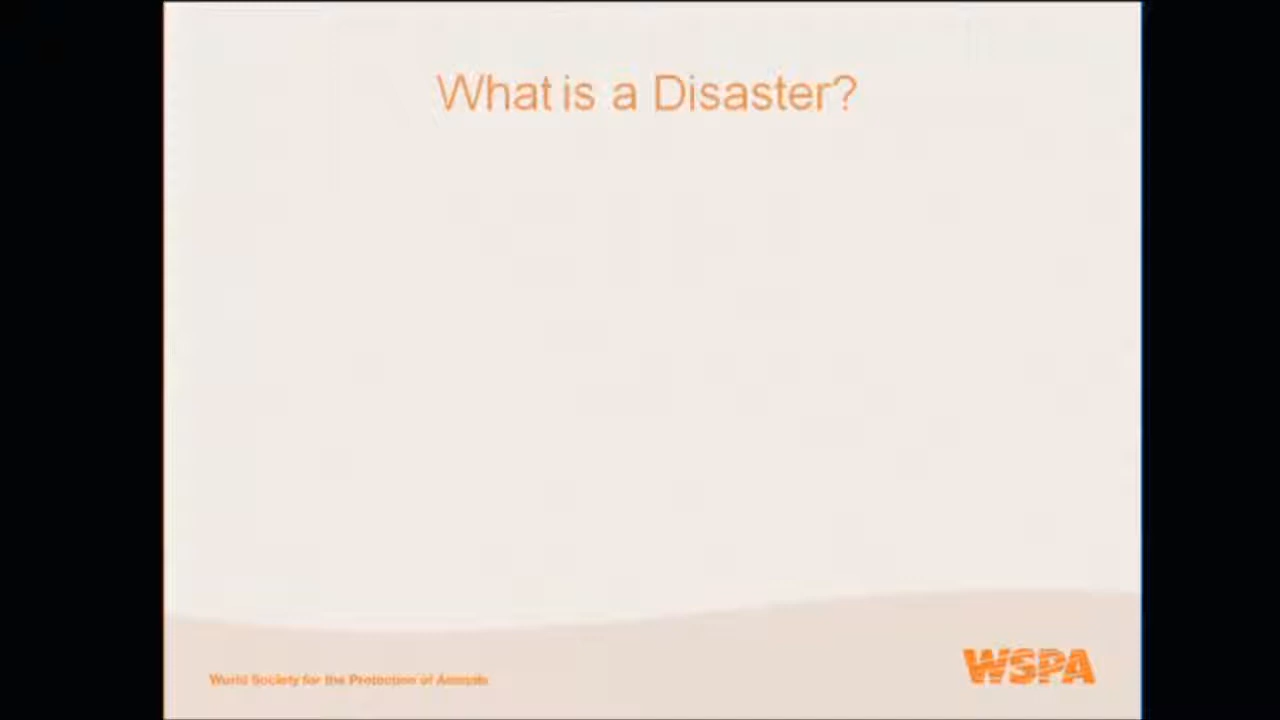 What is a Disaster?
World Society for the Protection of Animals
WSPA